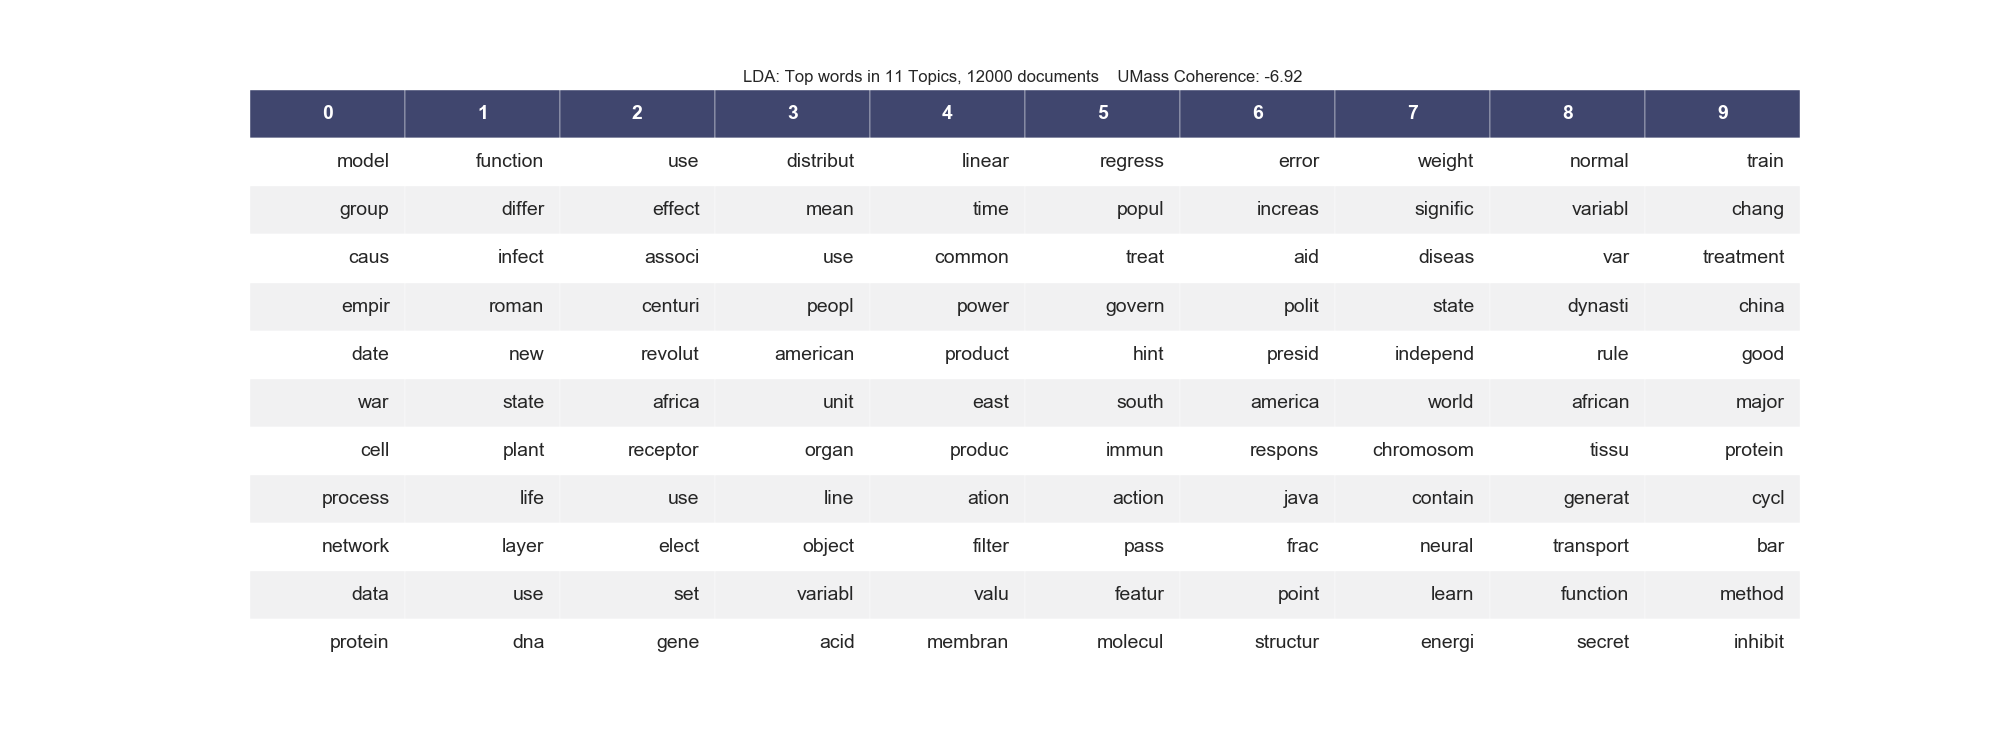 LDA: Top words in 11 Topics, 12000 documents    UMass Coherence: -6.92
0 1 2 3 4 5 6 7 8 9
model function use distribut linear regress error weight normal train
group differ effect mean time popul increas signific variabl chang
caus infect associ use common treat aid diseas var treatment
empir roman centuri peopl power govern polit state dynasti china
date new revolut american product hint presid independ rule good
war state africa unit east south america world african major
cell plant receptor organ produc immun respons chromosom tissu protein
process life use line ation action java contain generat cycl
network layer elect object filter pass frac neural transport bar
data use set variabl valu featur point learn function method
protein dna gene acid membran molecul structur energi secret inhibit